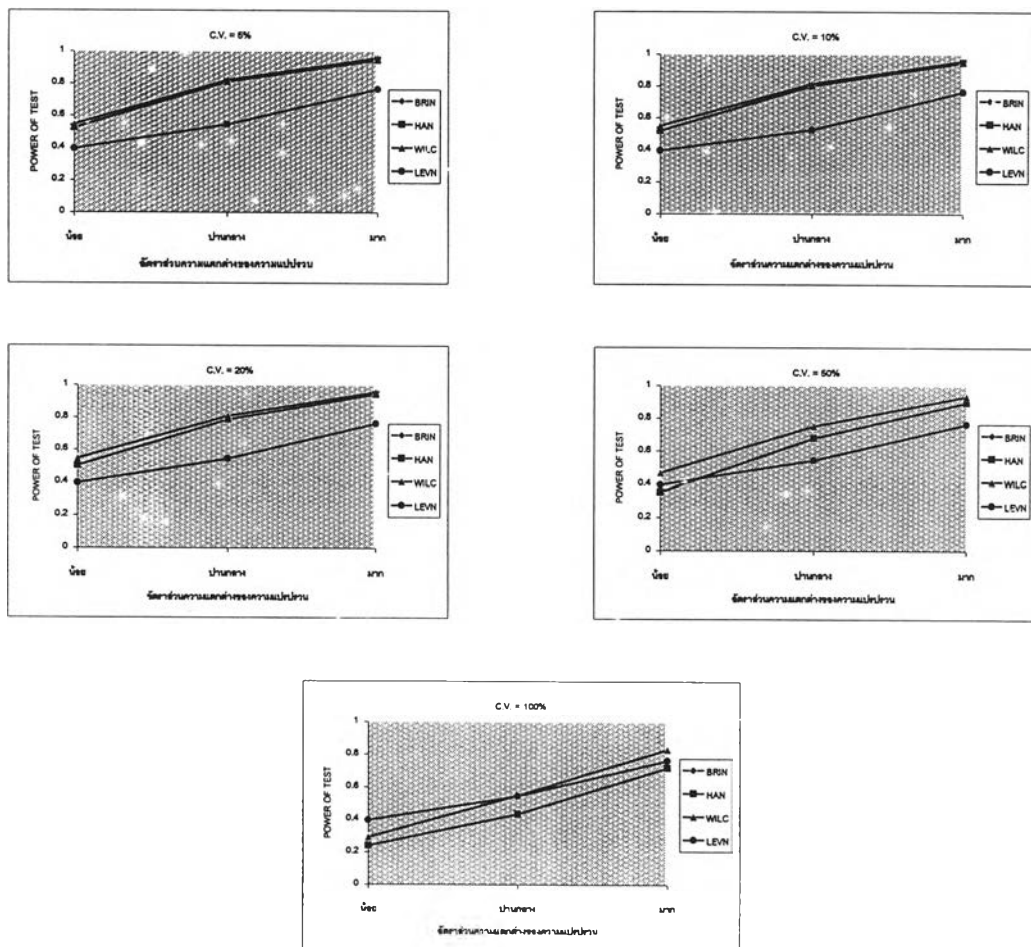 C.V. = 5%
POWER OF TEST
1
0.8
0.6
0.4
0.2
0
น้อย
ปานกลาง
มาก
อัตราส่วนความแตกต่างของความแปรปรวน
BRIN
HAN
WILC
LEVN
C.V. = 10%
POWER OF TEST
1
0.8
0.6
0.4
0.2
0
น้อย
ปานกลาง
มาก
อัตราส่วนความแตกต่างของความแปรปรวน
BRIN
HAN
WILC
LEVN
C.V. = 20%
POWER OF TEST
1
0.8
0.6
0.4
0.2
0
น้อย
ปานกลาง
มาก
อัตราส่วนความแตกต่างของความแปรปรวน
BRIN
HAN
WILC
LEVN
C.V. = 50%
POWER OF TEST
1
0.8
0.6
0.4
0.2
0
น้อย
ปานกลาง
มาก
อัตราส่วนความแตกต่างของความแปรปรวน
BRIN
HAN
WILC
LEVN
C.V. = 100%
POWER OF TEST
1
0.8
0.6
0.4
0.2
0
น้อย
ปานกลาง
มาก
อัตราส่วนความแตกต่างของความแปรปรวน
BRIN
HAN
WILC
LEVN